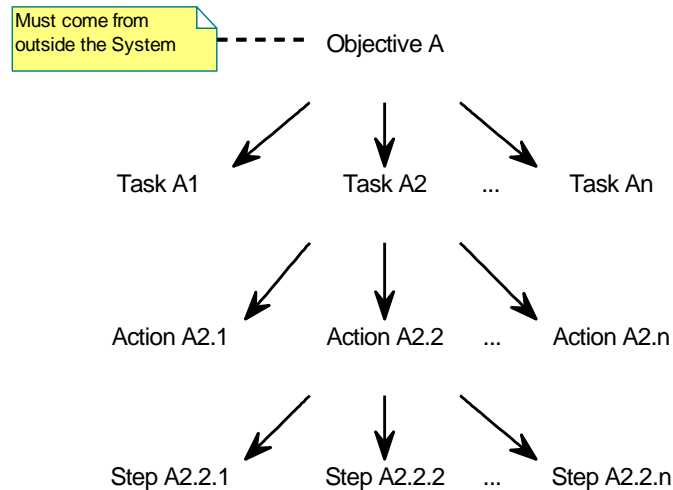 Must come from
outside the System
Objective A
Task A1 Task A2 ... Task An
Action A2.1 Action A2.2 ... Action A2.n
Step A2.2.1 Step A2.2.2 ... Step A2.2.n